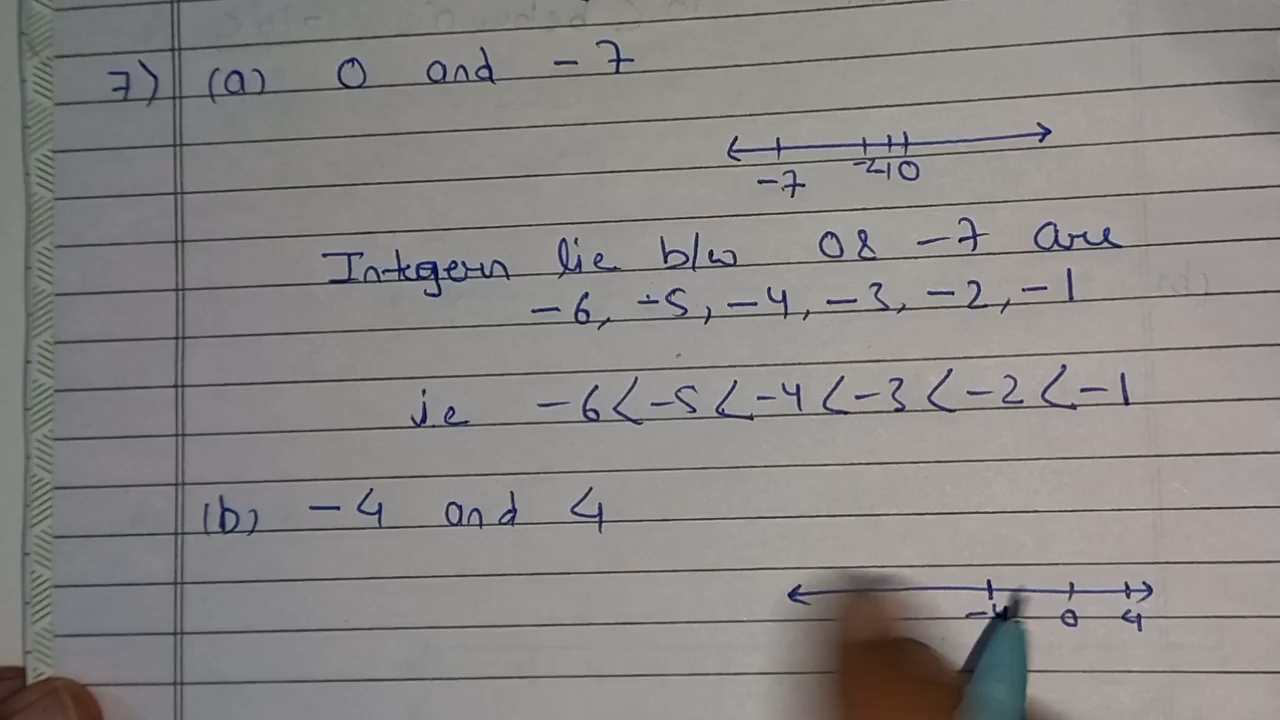 7) (a) 0 and -7
-7 -2 -1 0
Integers lie b/w 0 & -7 are
-6, -5, -4, -3, -2, -1
i.e -6 < -5 < -4 < -3 < -2 < -1
(b) -4 and 4
-4 0 4